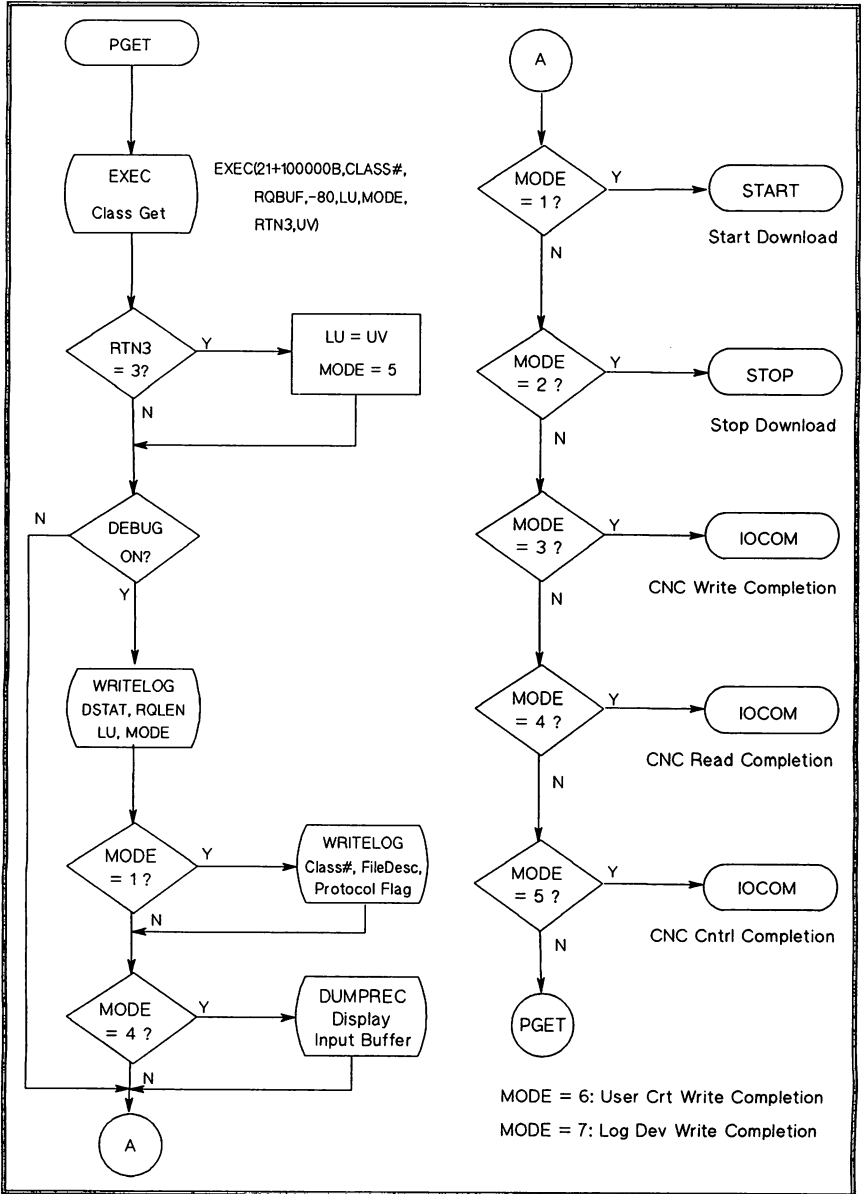 PGET
EXEC
Class Get
EXEC(21+100000B,CLASS#,
RQBUF,-80,LU,MODE,
RTN3,UV)
RTN3
= 3?
Y
N
LU = UV
MODE = 5
DEBUG
ON?
N
Y
WRITELOG
DSTAT, RQLEN
LU, MODE
MODE
= 1 ?
Y
N
WRITELOG
Class#, FileDesc,
Protocol Flag
MODE
= 4 ?
Y
N
DUMPREC
Display
Input Buffer
A
A
MODE
= 1 ?
Y
N
START
Start Download
MODE
= 2 ?
Y
N
STOP
Stop Download
MODE
= 3 ?
Y
N
IOCOM
CNC Write Completion
MODE
= 4 ?
Y
N
IOCOM
CNC Read Completion
MODE
= 5 ?
Y
N
IOCOM
CNC Cntrl Completion
PGET
MODE = 6: User Crt Write Completion
MODE = 7: Log Dev Write Completion